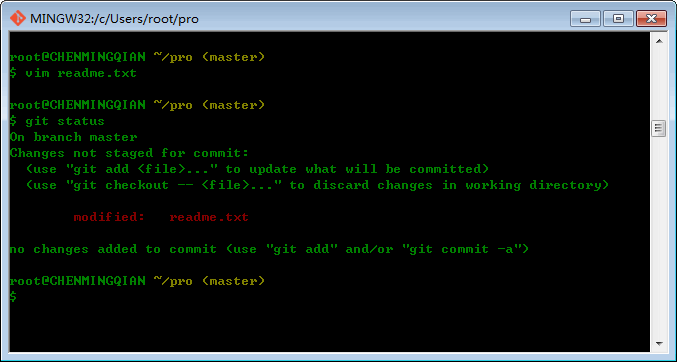 MINGW32:/c/Users/root/pro
root@CHENMINGQIAN ~/pro (master)
$ vim readme.txt
root@CHENMINGQIAN ~/pro (master)
$ git status
On branch master
Changes not staged for commit:
  (use "git add <file>..." to update what will be committed)
  (use "git checkout -- <file>..." to discard changes in working directory)
        modified:   readme.txt
no changes added to commit (use "git add" and/or "git commit -a")
root@CHENMINGQIAN ~/pro (master)
$